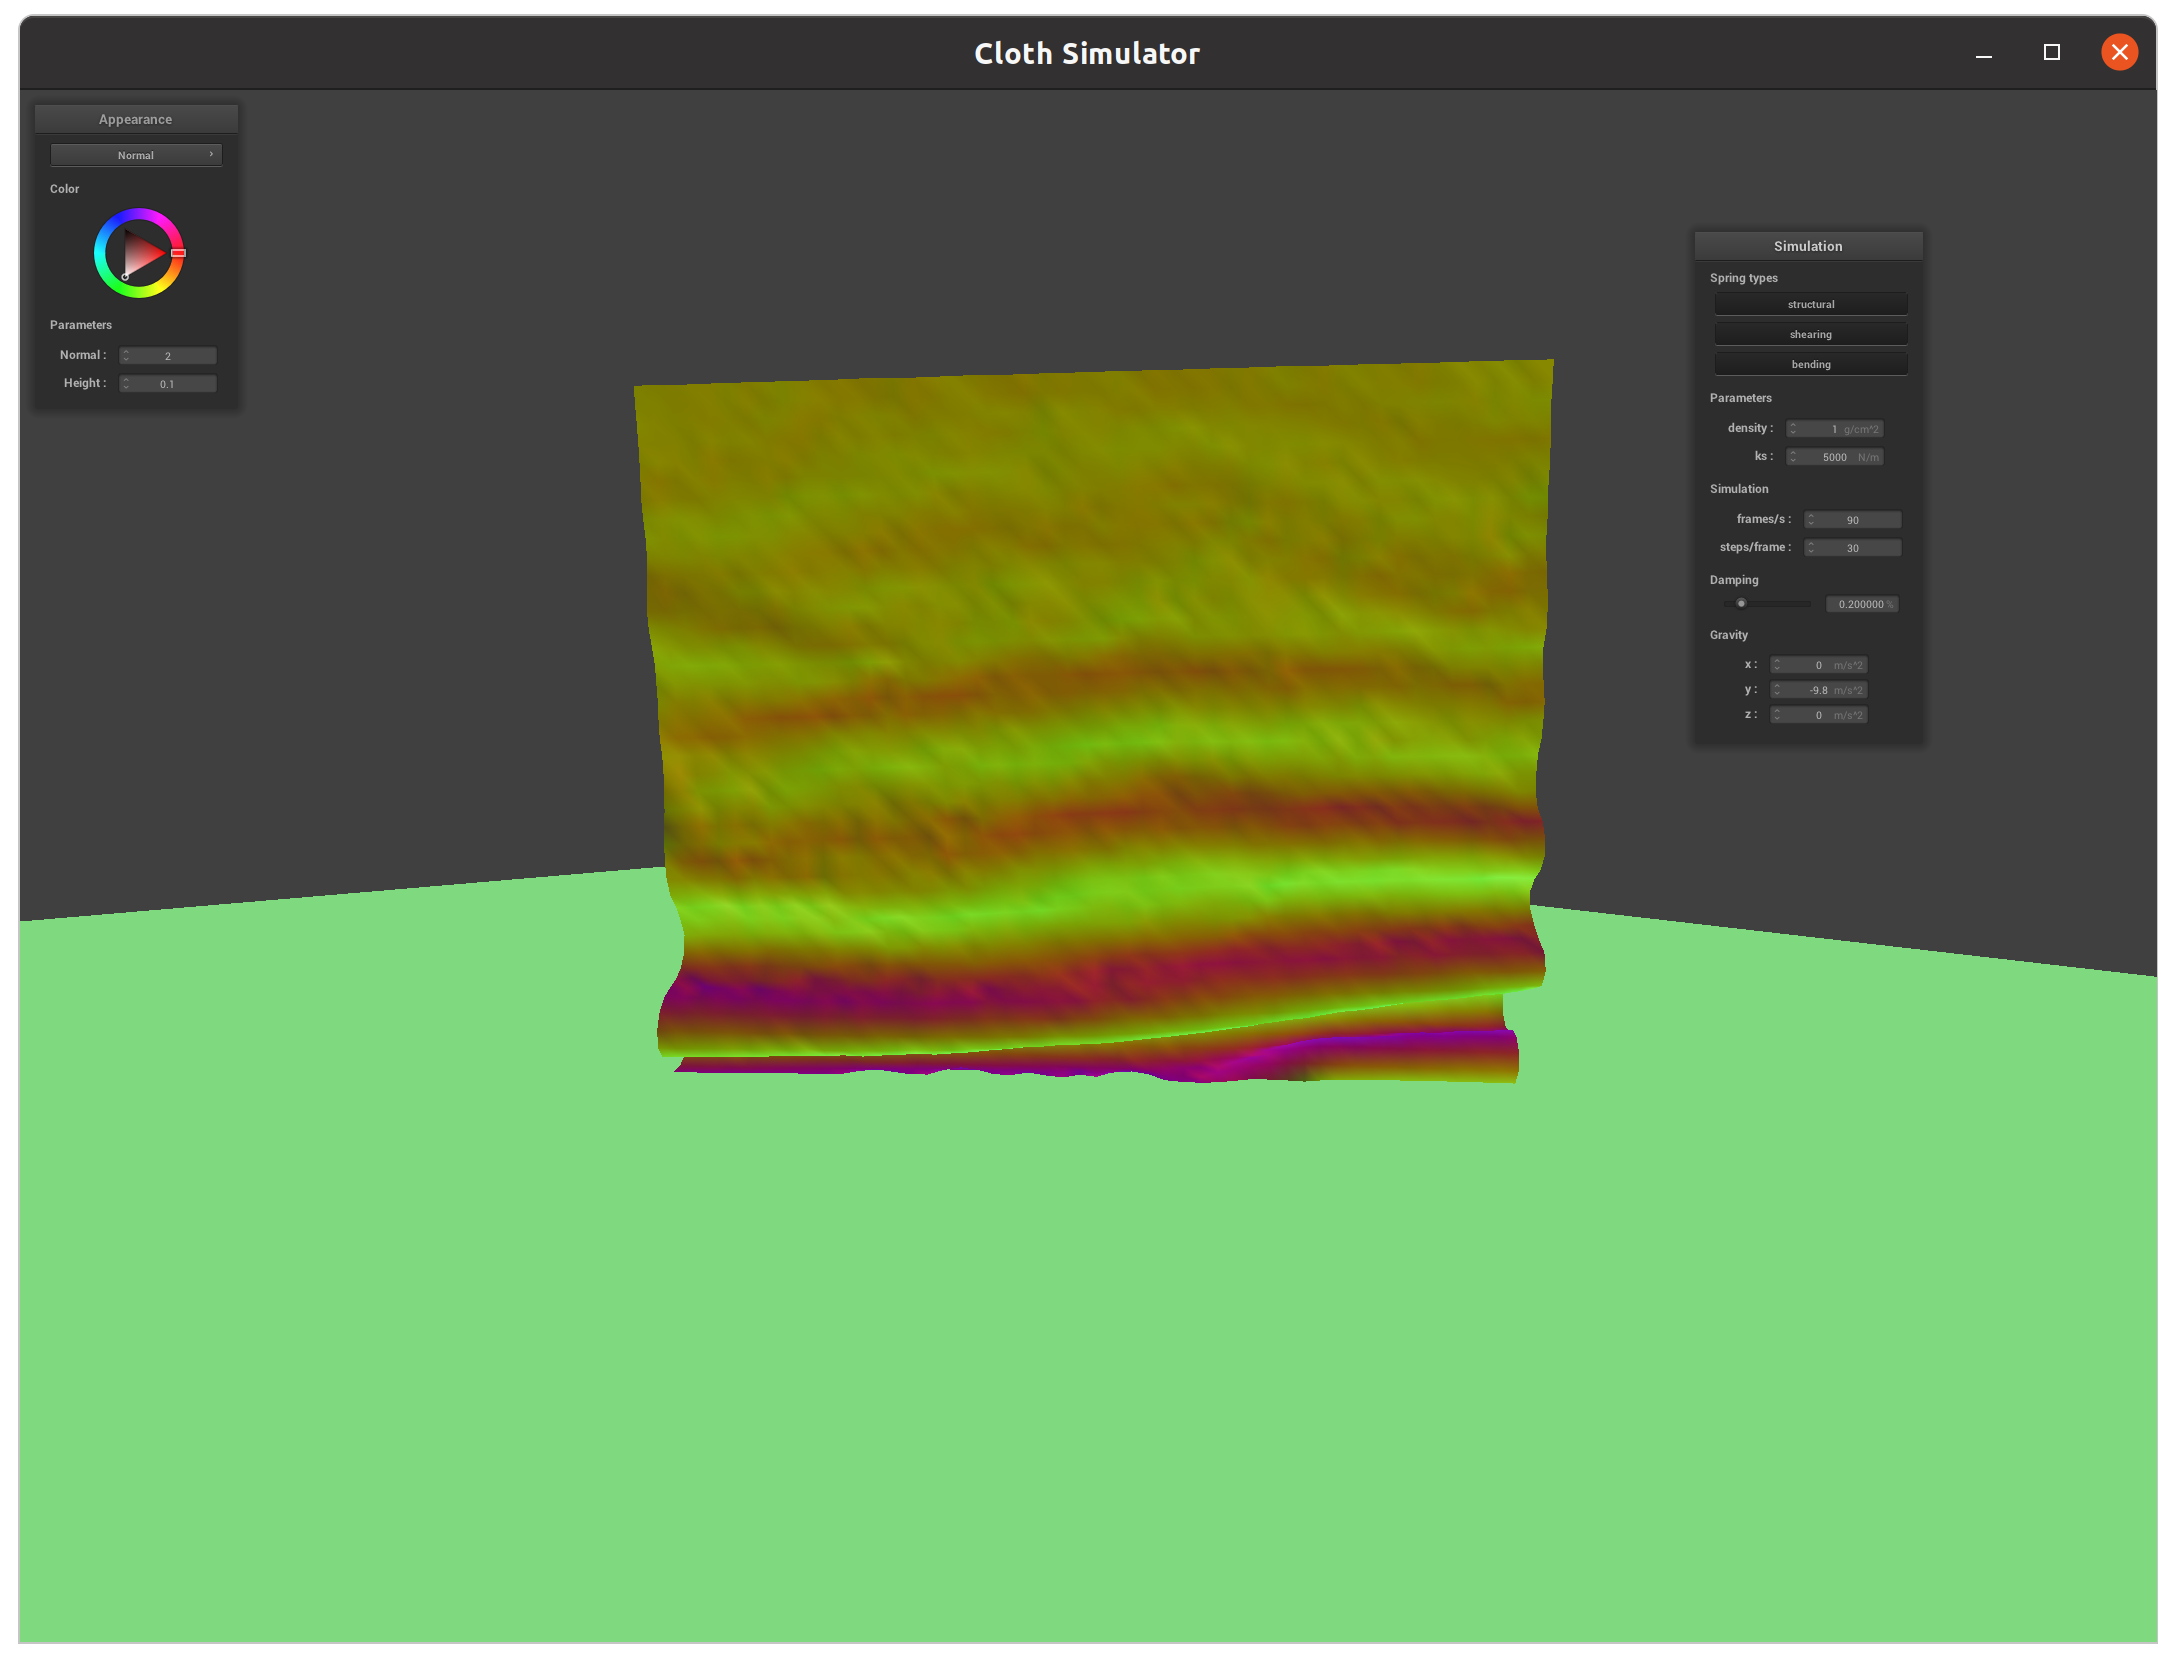 Cloth Simulator
Appearance
Normal
Color
Parameters
Normal : 2
Height : 0.1
Simulation
Spring types
structural
shearing
bending
Parameters
density : 1 g/cm^2
ks : 5000 N/m
Simulation
frames/s : 90
steps/frame : 30
Damping
0.200000 %
Gravity
x : 0 m/s^2
y : -9.8 m/s^2
z : 0 m/s^2